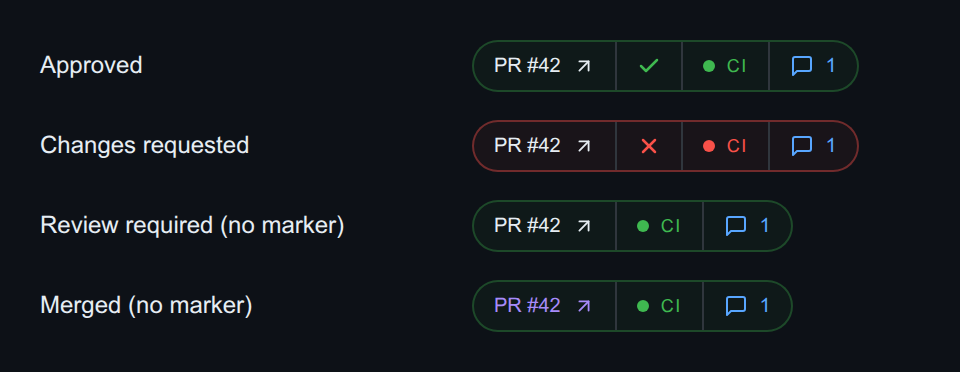 Approved PR #42 CI 1
Changes requested PR #42 CI 1
Review required (no marker) PR #42 CI 1
Merged (no marker) PR #42 CI 1